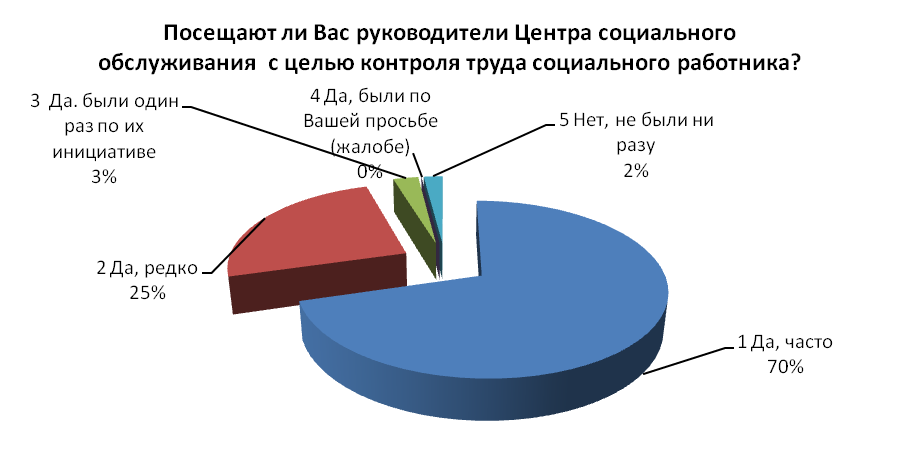 Посещают ли Вас руководители Центра социального
обслуживания с целью контроля труда социального работника?
3 Да. были один
раз по их
инициативе
3%
4 Да, были по
Вашей просьбе
(жалобе)
0%
5 Нет, не были ни
разу
2%
2 Да, редко
25%
1 Да, часто
70%